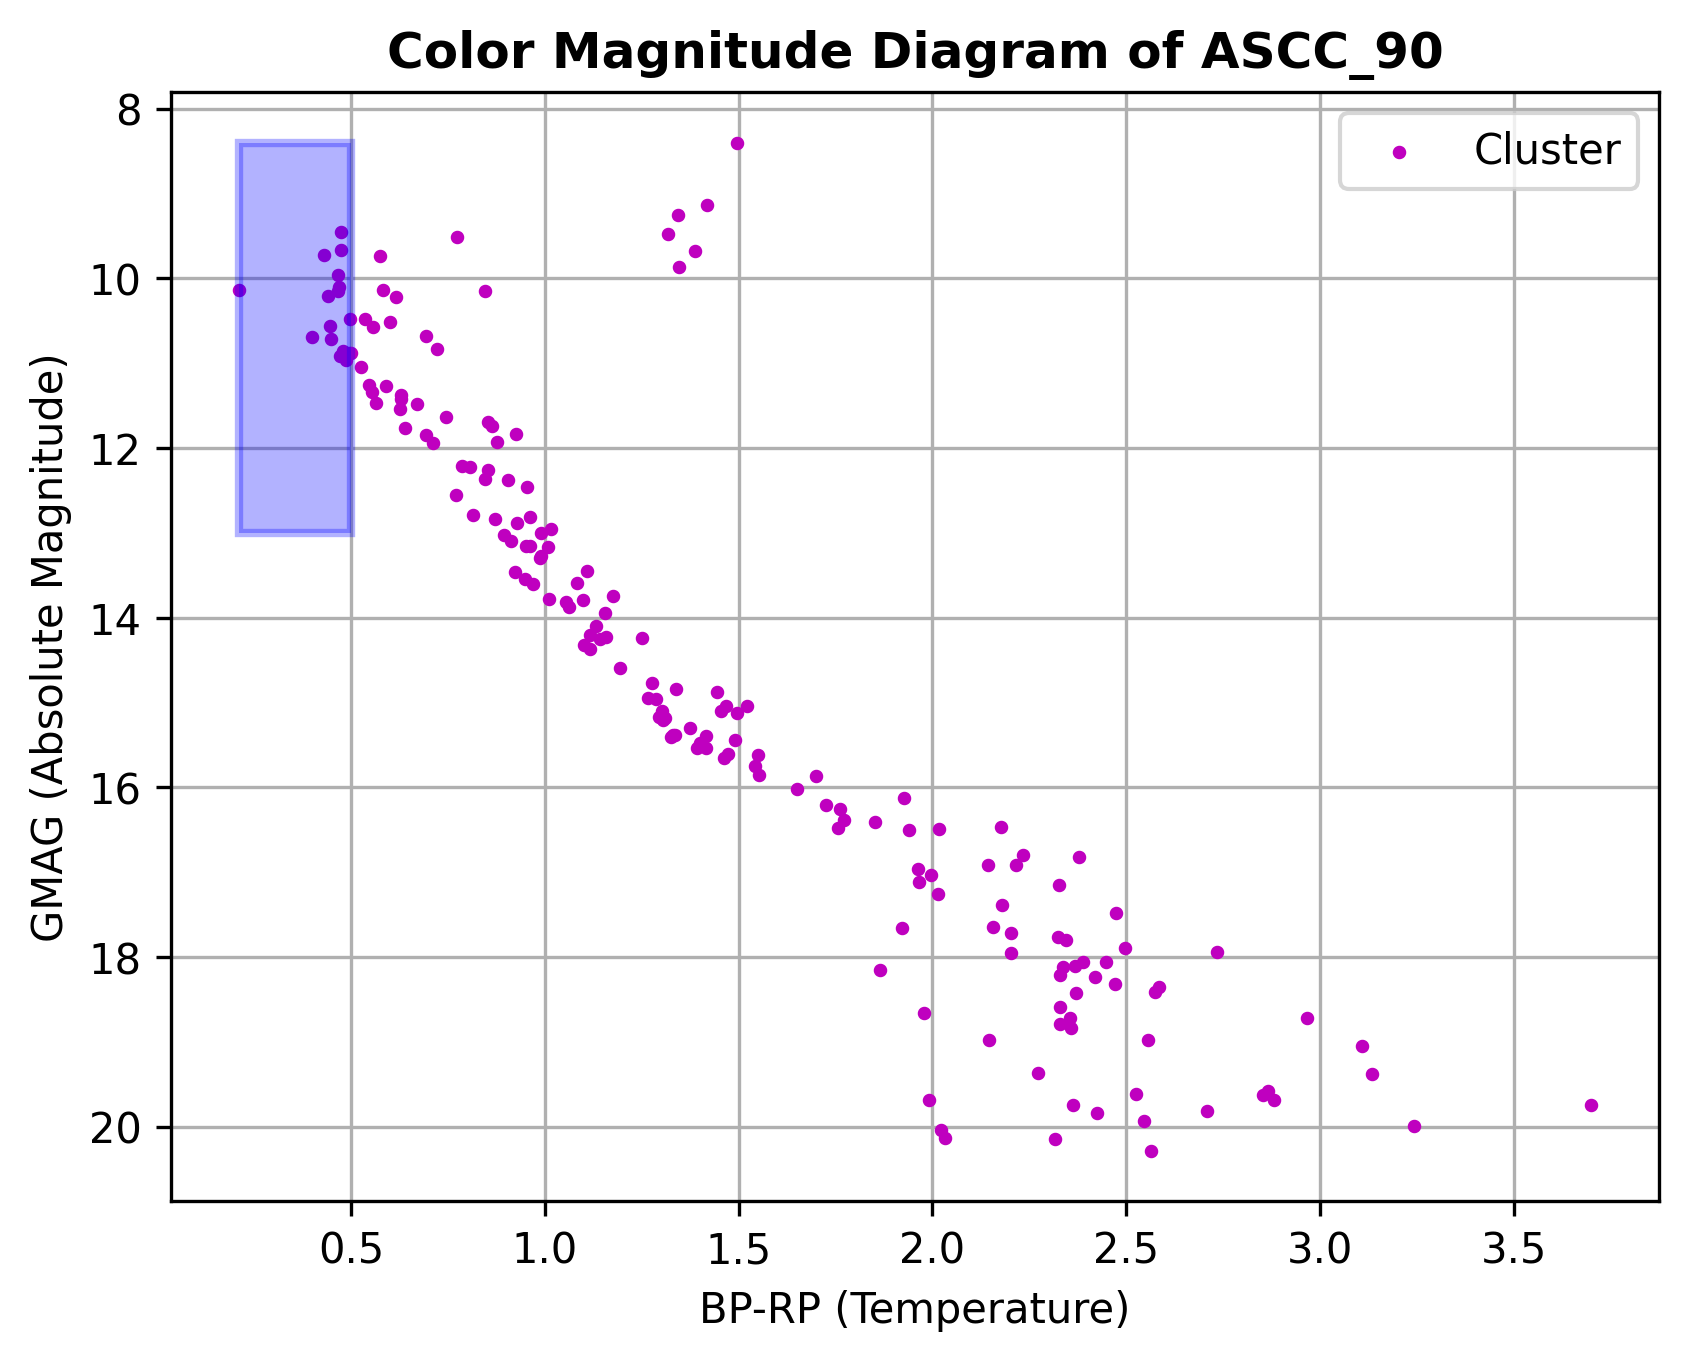 Color Magnitude Diagram of ASCC_90
Cluster
8
10
12
14
16
18
20
GMAG (Absolute Magnitude)
0.5 1.0 1.5 2.0 2.5 3.0 3.5
BP-RP (Temperature)